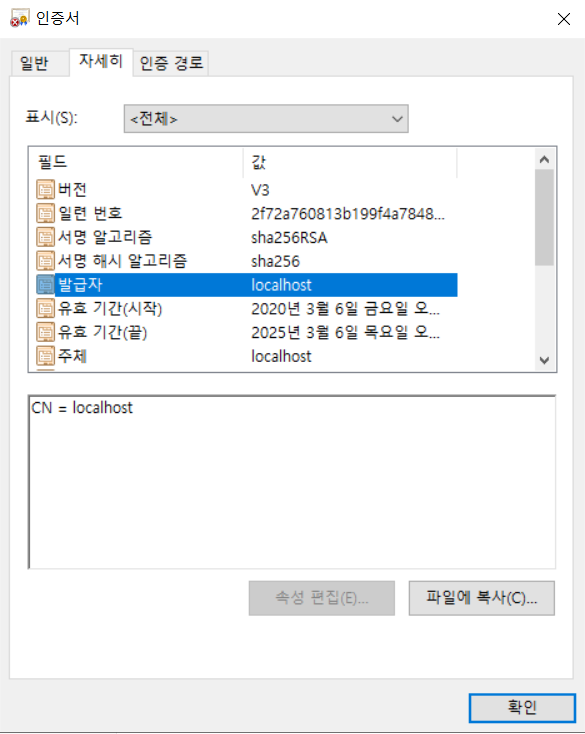 인증서
일반 자세히 인증 경로
표시(S): <전체>
필드 값
버전 V3
일련 번호 2f72a760813b199f4a7848...
서명 알고리즘 sha256RSA
서명 해시 알고리즘 sha256
발급자 localhost
유효 기간(시작) 2020년 3월 6일 금요일 오...
유효 기간(끝) 2025년 3월 6일 목요일 오...
주체 localhost
CN = localhost
속성 편집(E)... 파일에 복사(C)...
확인